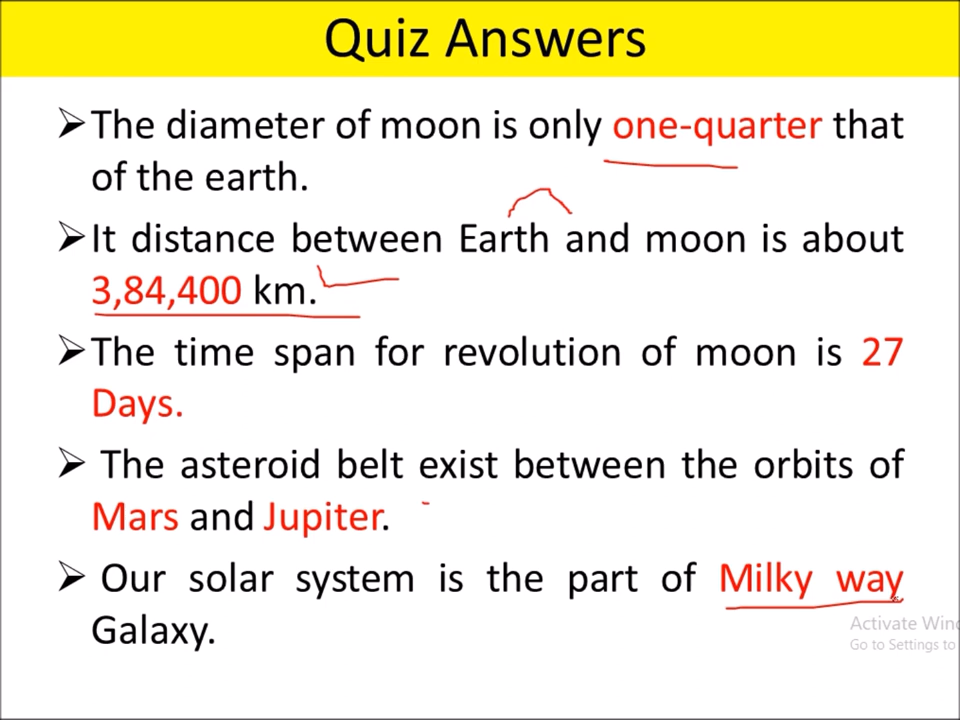 Quiz Answers
➢The diameter of moon is only one-quarter that
of the earth.
➢It distance between Earth and moon is about
3,84,400 km.
➢The time span for revolution of moon is 27
Days.
➢ The asteroid belt exist between the orbits of
Mars and Jupiter.
➢ Our solar system is the part of Milky way
Galaxy.
Activate
Go to Settings to